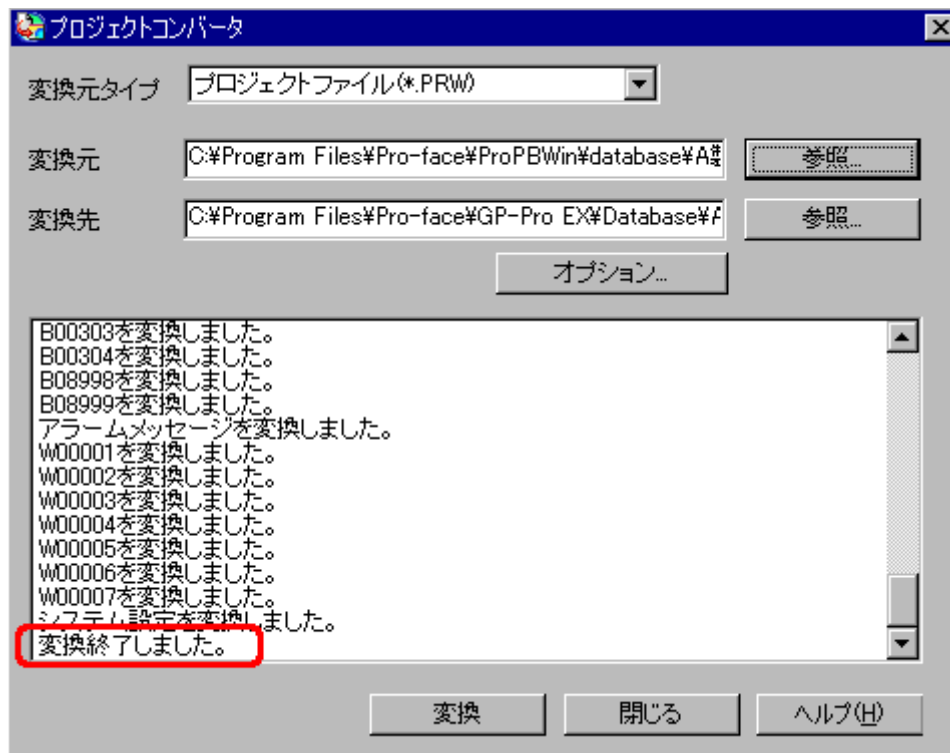 プロジェクトコンバータ
変換元タイプ プロジェクトファイル(*.PRW)
変換元 C:¥Program Files¥Pro-face¥ProPBWin¥database¥A 参照...
変換先 C:¥Program Files¥Pro-face¥GP-Pro EX¥Database¥ 参照...
オプション...
B00303を変換しました。
B00304を変換しました。
B08998を変換しました。
B08999を変換しました。
アラームメッセージを変換しました。
W00001を変換しました。
W00002を変換しました。
W00003を変換しました。
W00004を変換しました。
W00005を変換しました。
W00006を変換しました。
W00007を変換しました。
システム設定を変換しました。
変換終了しました。
変換 閉じる ヘルプ(H)